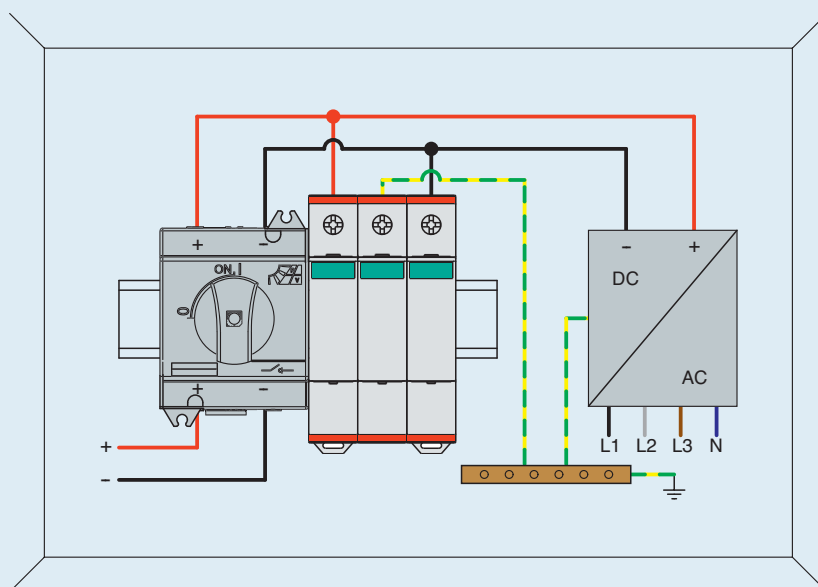 + -
- +
ON, I
DC
0
AC
+ -
+
L1 L2 L3 N
-